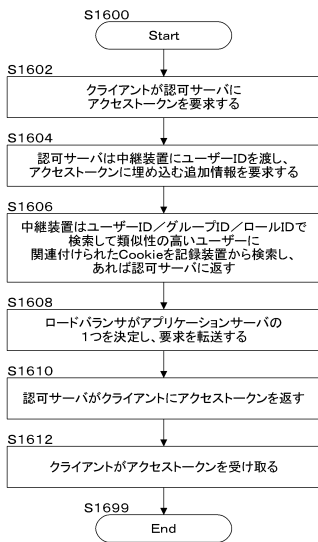 S1600
Start
S1602
クライアントが認可サーバに
アクセストークンを要求する
S1604
認可サーバは中継装置にユーザーIDを渡し、
アクセストークンに埋め込む追加情報を要求する
S1606
中継装置はユーザーID／グループID／ロールIDで
検索して類似性の高いユーザーに
関連付けられたCookieを記録装置から検索し、
あれば認可サーバに返す
S1608
ロードバランサがアプリケーションサーバの
1つを決定し、要求を転送する
S1610
認可サーバがクライアントにアクセストークンを返す
S1612
クライアントがアクセストークンを受け取る
S1699
End